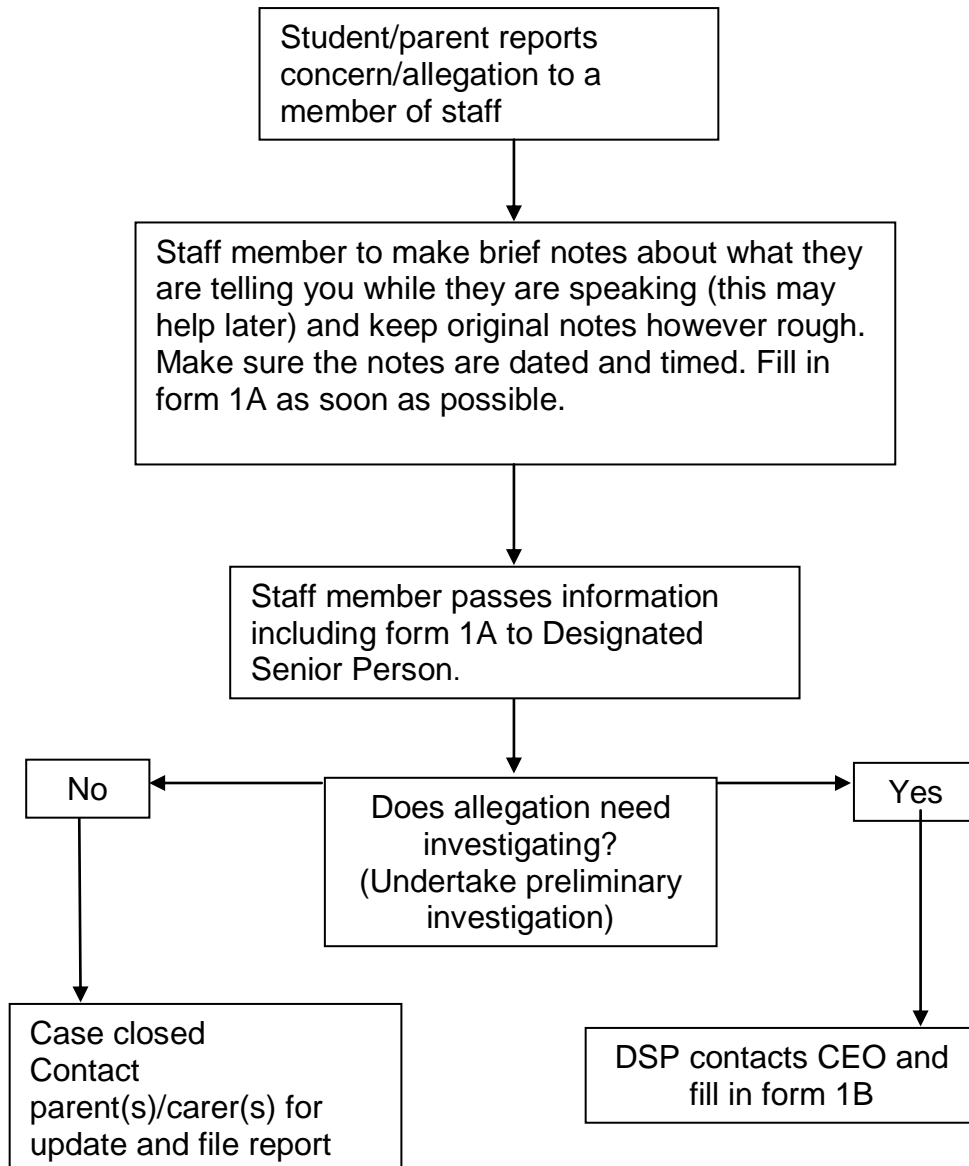 Student/parent reports
concern/allegation to a
member of staff
Staff member to make brief notes about what they
are telling you while they are speaking (this may
help later) and keep original notes however rough.
Make sure the notes are dated and timed. Fill in
form 1A as soon as possible.
Staff member passes information
including form 1A to Designated
Senior Person.
No
Does allegation need
investigating?
(Undertake preliminary
investigation)
Yes
Case closed
Contact
parent(s)/carer(s) for
update and file report
DSP contacts CEO and
fill in form 1B